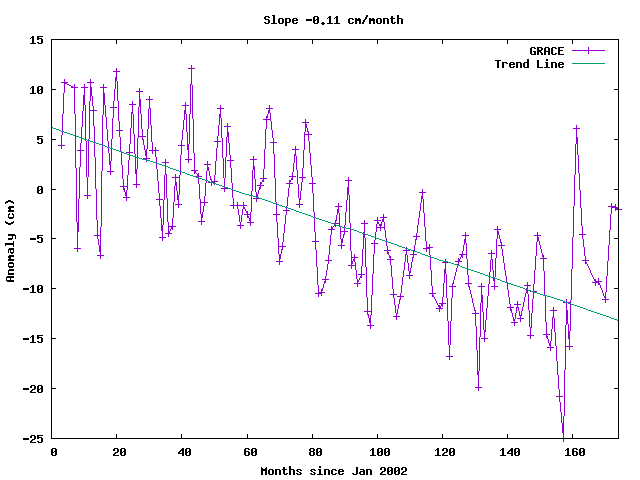 Slope -0.11 cm/month
GRACE
Trend Line
15
10
5
0
-5
-10
-15
-20
-25
Anomaly (cm)
0 20 40 60 80 100 120 140 160
Months since Jan 2002